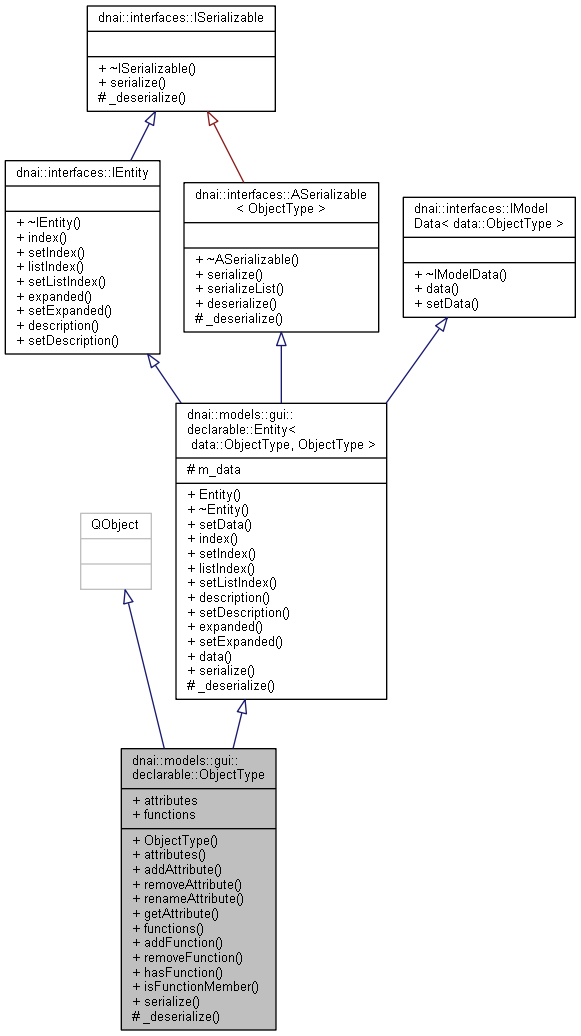 dnai::interfaces::ISerializable
+ ~ISerializable()
+ serialize()
# _deserialize()
dnai::interfaces::IEntity
+ ~IEntity()
+ index()
+ setIndex()
+ listIndex()
+ setListIndex()
+ expanded()
+ setExpanded()
+ description()
+ setDescription()
dnai::interfaces::ASerializable
< ObjectType >
+ ~ASerializable()
+ serialize()
+ serializeList()
+ deserialize()
# _deserialize()
dnai::interfaces::IModel
Data< data::ObjectType >
+ ~IModelData()
+ data()
+ setData()
dnai::models::gui::
declarable::Entity<
data::ObjectType, ObjectType >
# m_data
+ Entity()
+ ~Entity()
+ setData()
+ index()
+ setIndex()
+ listIndex()
+ setListIndex()
+ description()
+ setDescription()
+ expanded()
+ setExpanded()
+ data()
+ serialize()
# _deserialize()
QObject
dnai::models::gui::
declarable::ObjectType
+ attributes
+ functions
+ ObjectType()
+ attributes()
+ addAttribute()
+ removeAttribute()
+ renameAttribute()
+ getAttribute()
+ functions()
+ addFunction()
+ removeFunction()
+ hasFunction()
+ isFunctionMember()
+ serialize()
# _deserialize()